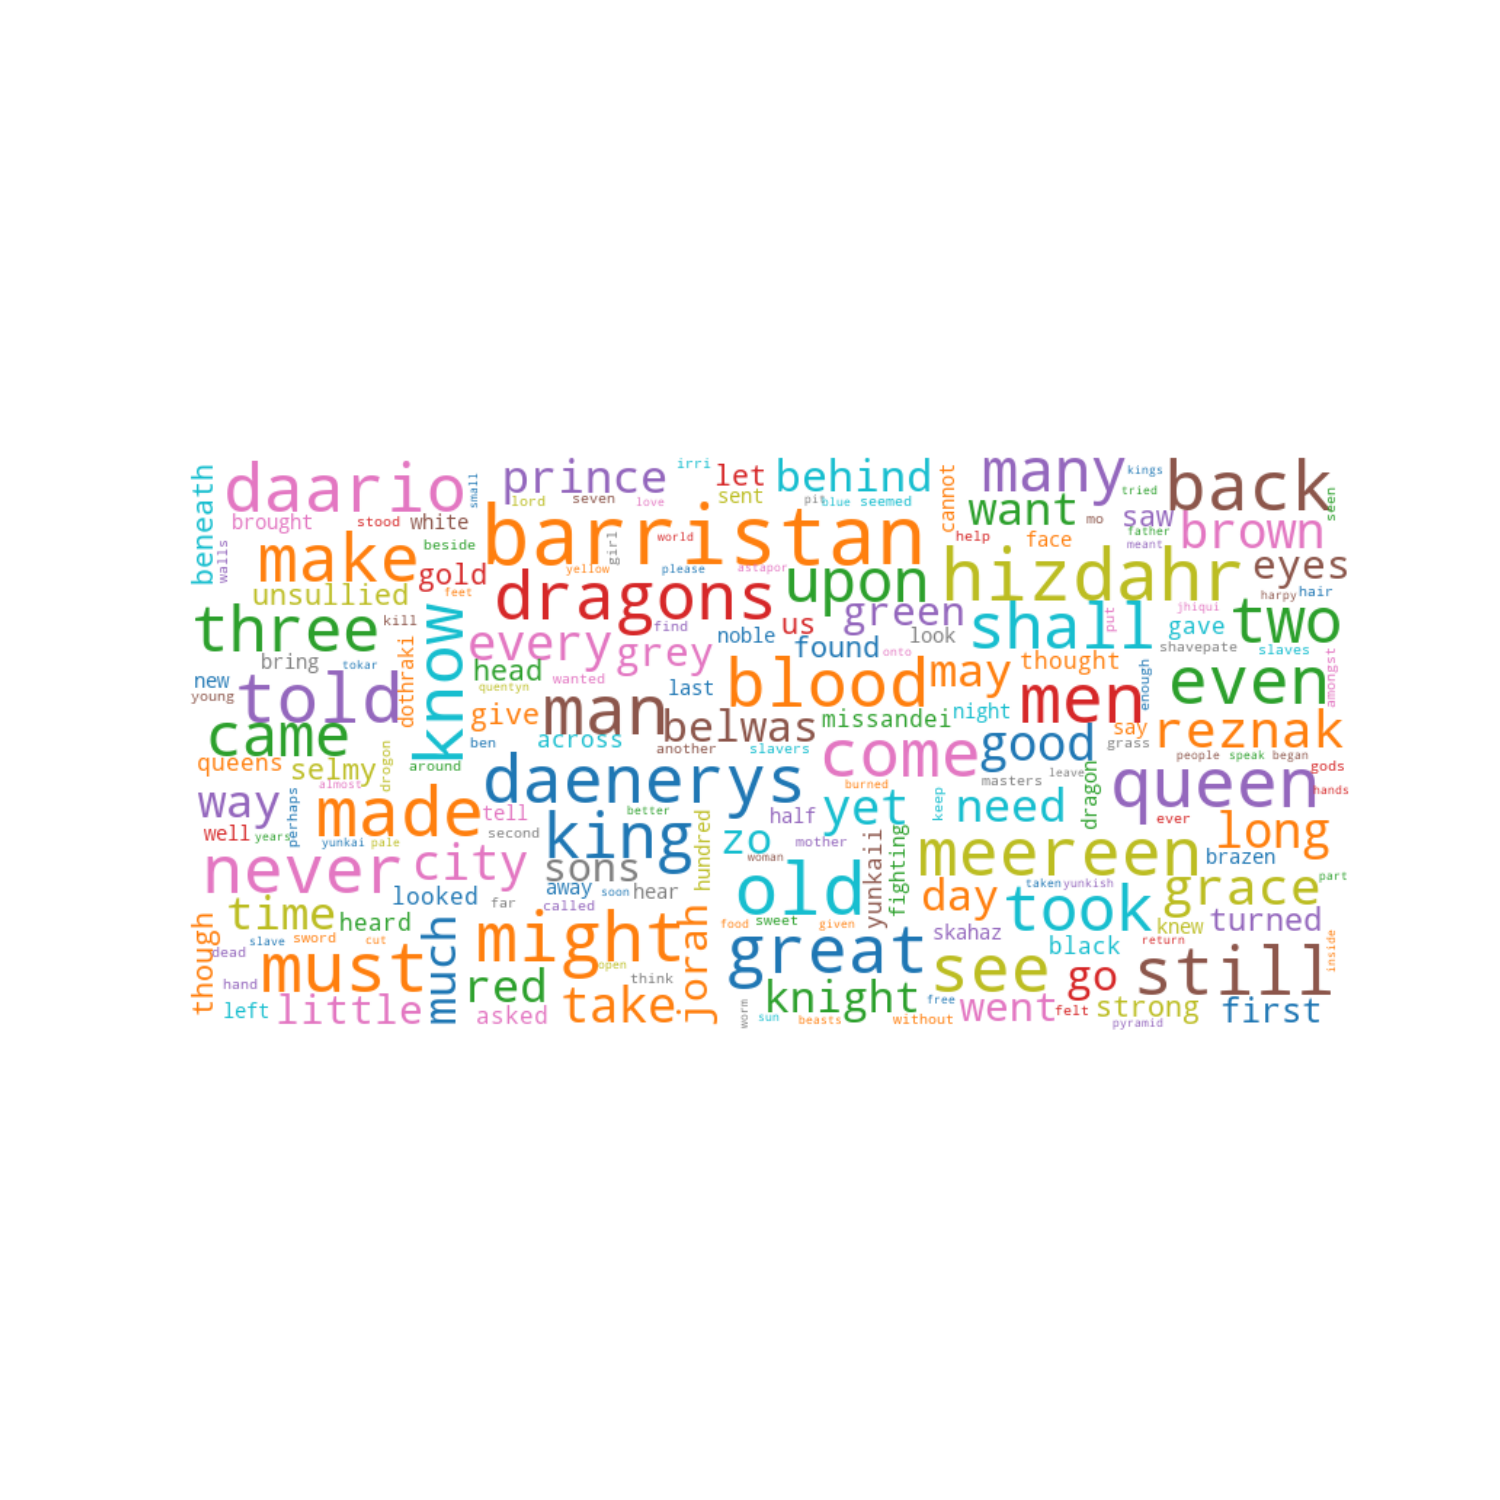 daario prince irri let behind many kings back
beneath small lord seven love sent pit blue seemed cannot want tried seen
brought stood white barristan girl world mo saw brown
walls make beside yellow please astapor help face father meant eyes
unsullied gold feet dragons upon hizdahr harpy hair
three kill know every find grey noble us green look shall put jhiqui gave two
bring tokar dothraki head wanted found onto may thought shavepate slaves
new young told quentyn last blood men enough even amongst
came give man belwas missandei night say reznak
queens selmy drogon around ben across another slavers come good grass people speak began gods
almost daenerys burned masters leave dragon queen hands
way perhaps made tell better half yet keep need ever long
well years yunkai pale second king hundred zo mother meereen brazen
never city sons woman yunkaii fighting taken yunkish grace part
looked far away soon hear old day took
time heard called food sweet given skahaz knew turned
though slave sword cut much might jorah great black return inside
dead must open think see go still
hand red knight free
left little asked take worm sun beasts without went felt strong pyramid first